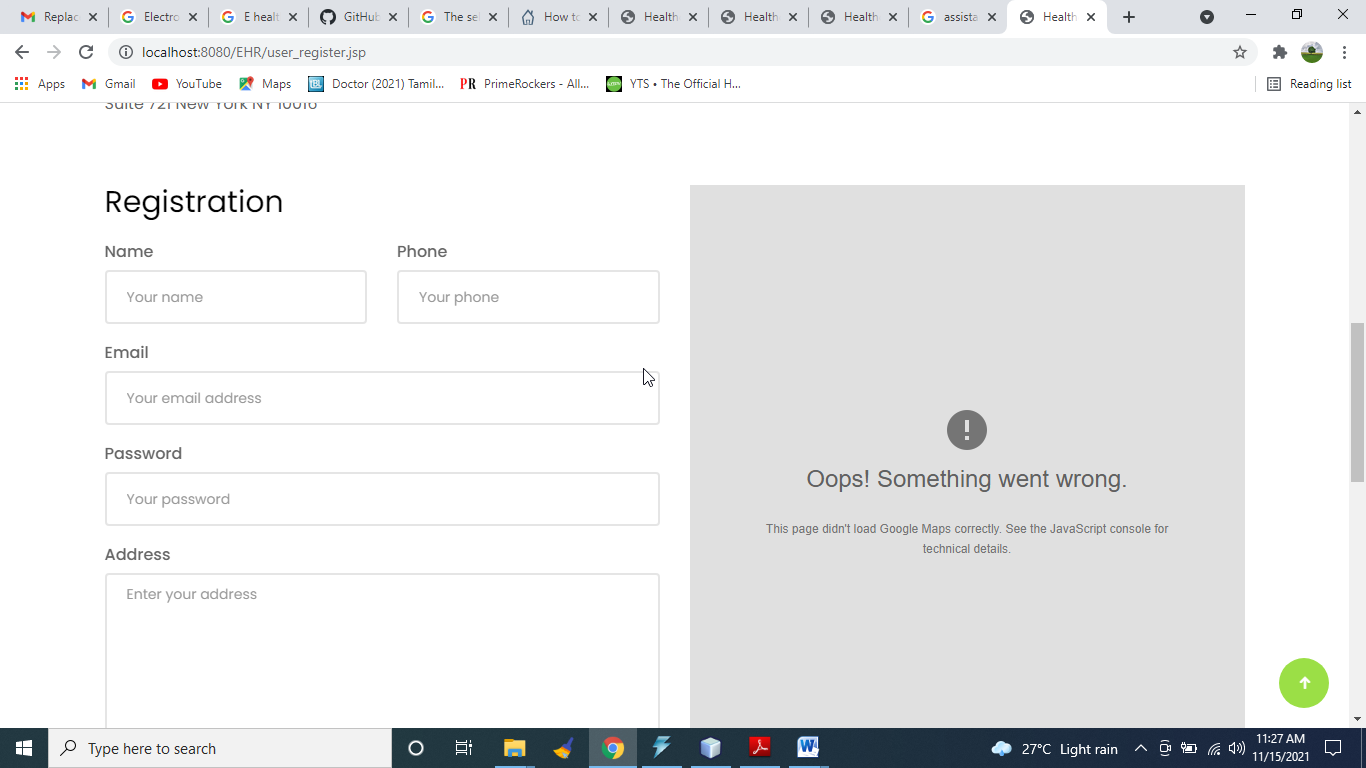 Replac
Electro
E healt
GitHub
The sel
How to
Health
Health
Health
assista
Health
localhost:8080/EHR/user_register.jsp
Apps
Gmail
YouTube
Maps
Doctor (2021) Tamil...
PrimeRockers - All...
YTS • The Official H...
Reading list
Suite 721 New York NY 10016
Registration
Name
Phone
Your name
Your phone
Email
Your email address
Password
Your password
Address
Enter your address
Oops! Something went wrong.
This page didn't load Google Maps correctly. See the JavaScript console for
technical details.
Type here to search
27°C Light rain
11:27 AM
11/15/2021